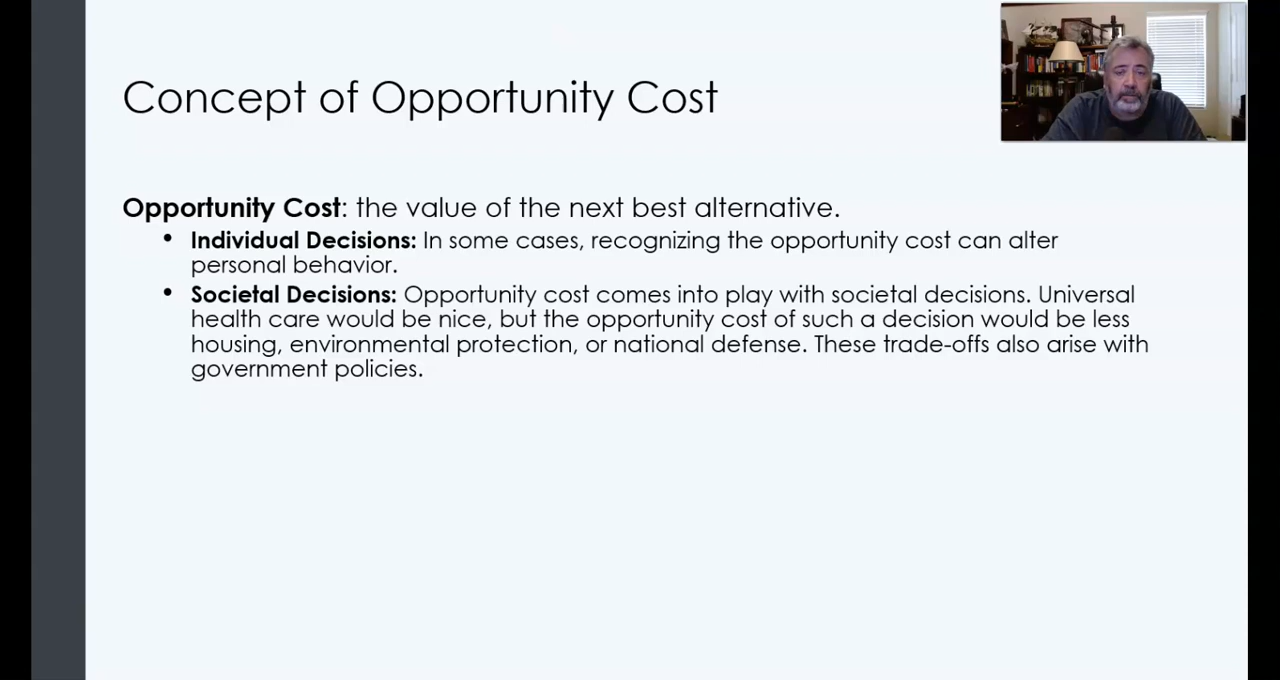 Concept of Opportunity Cost
Opportunity Cost: the value of the next best alternative.
• Individual Decisions: In some cases, recognizing the opportunity cost can alter
personal behavior.
• Societal Decisions: Opportunity cost comes into play with societal decisions. Universal
health care would be nice, but the opportunity cost of such a decision would be less
housing, environmental protection, or national defense. These trade-offs also arise with
government policies.